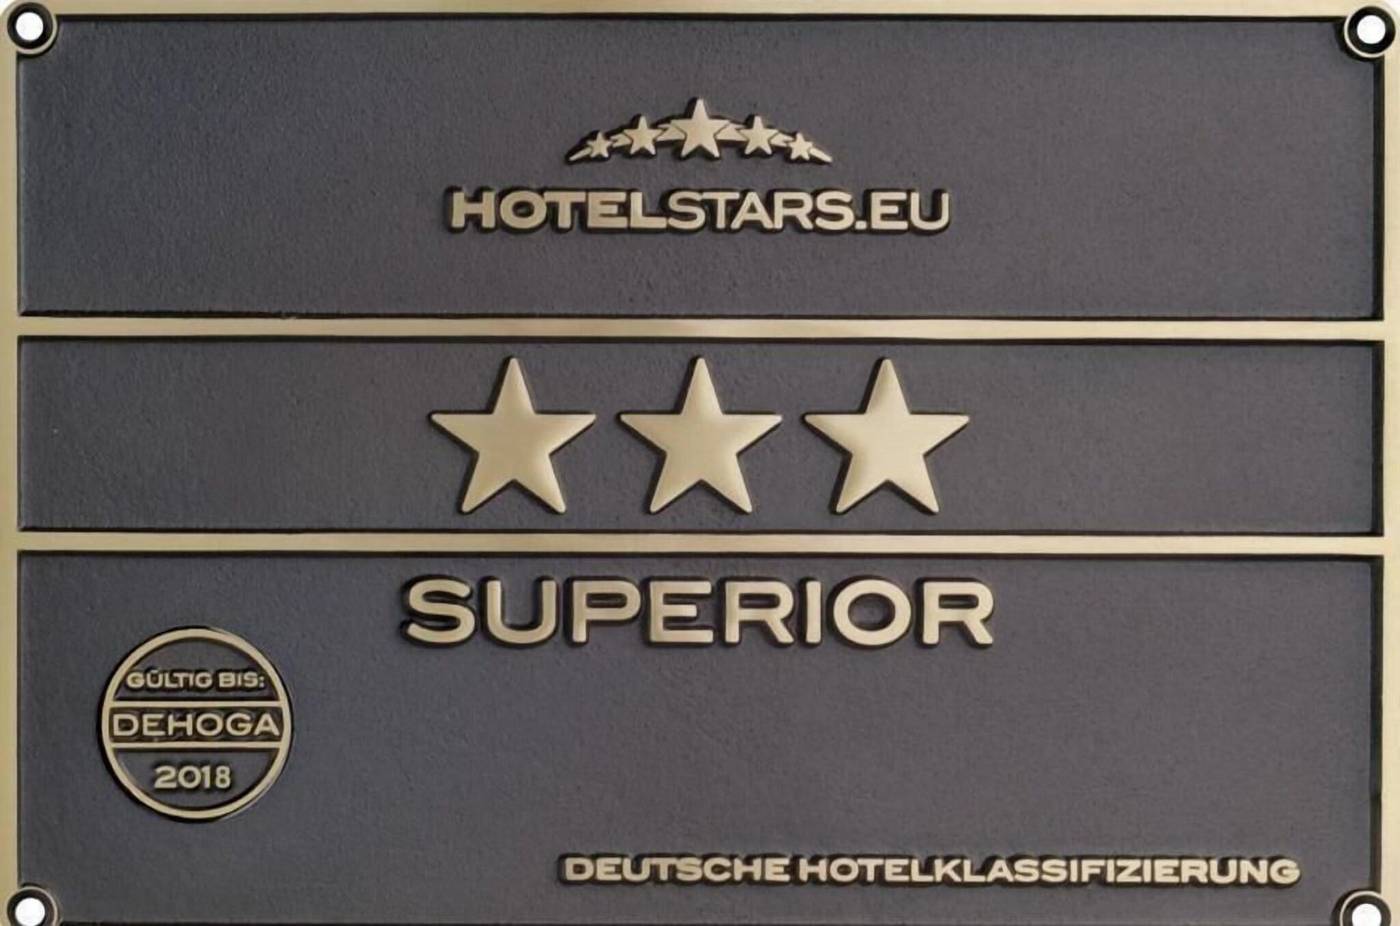 HOTELSTARS.EU
SUPERIOR
GÜLTIG BIS:
DEHOGA
2018
DEUTSCHE HOTELKLASSIFIZIERUNG